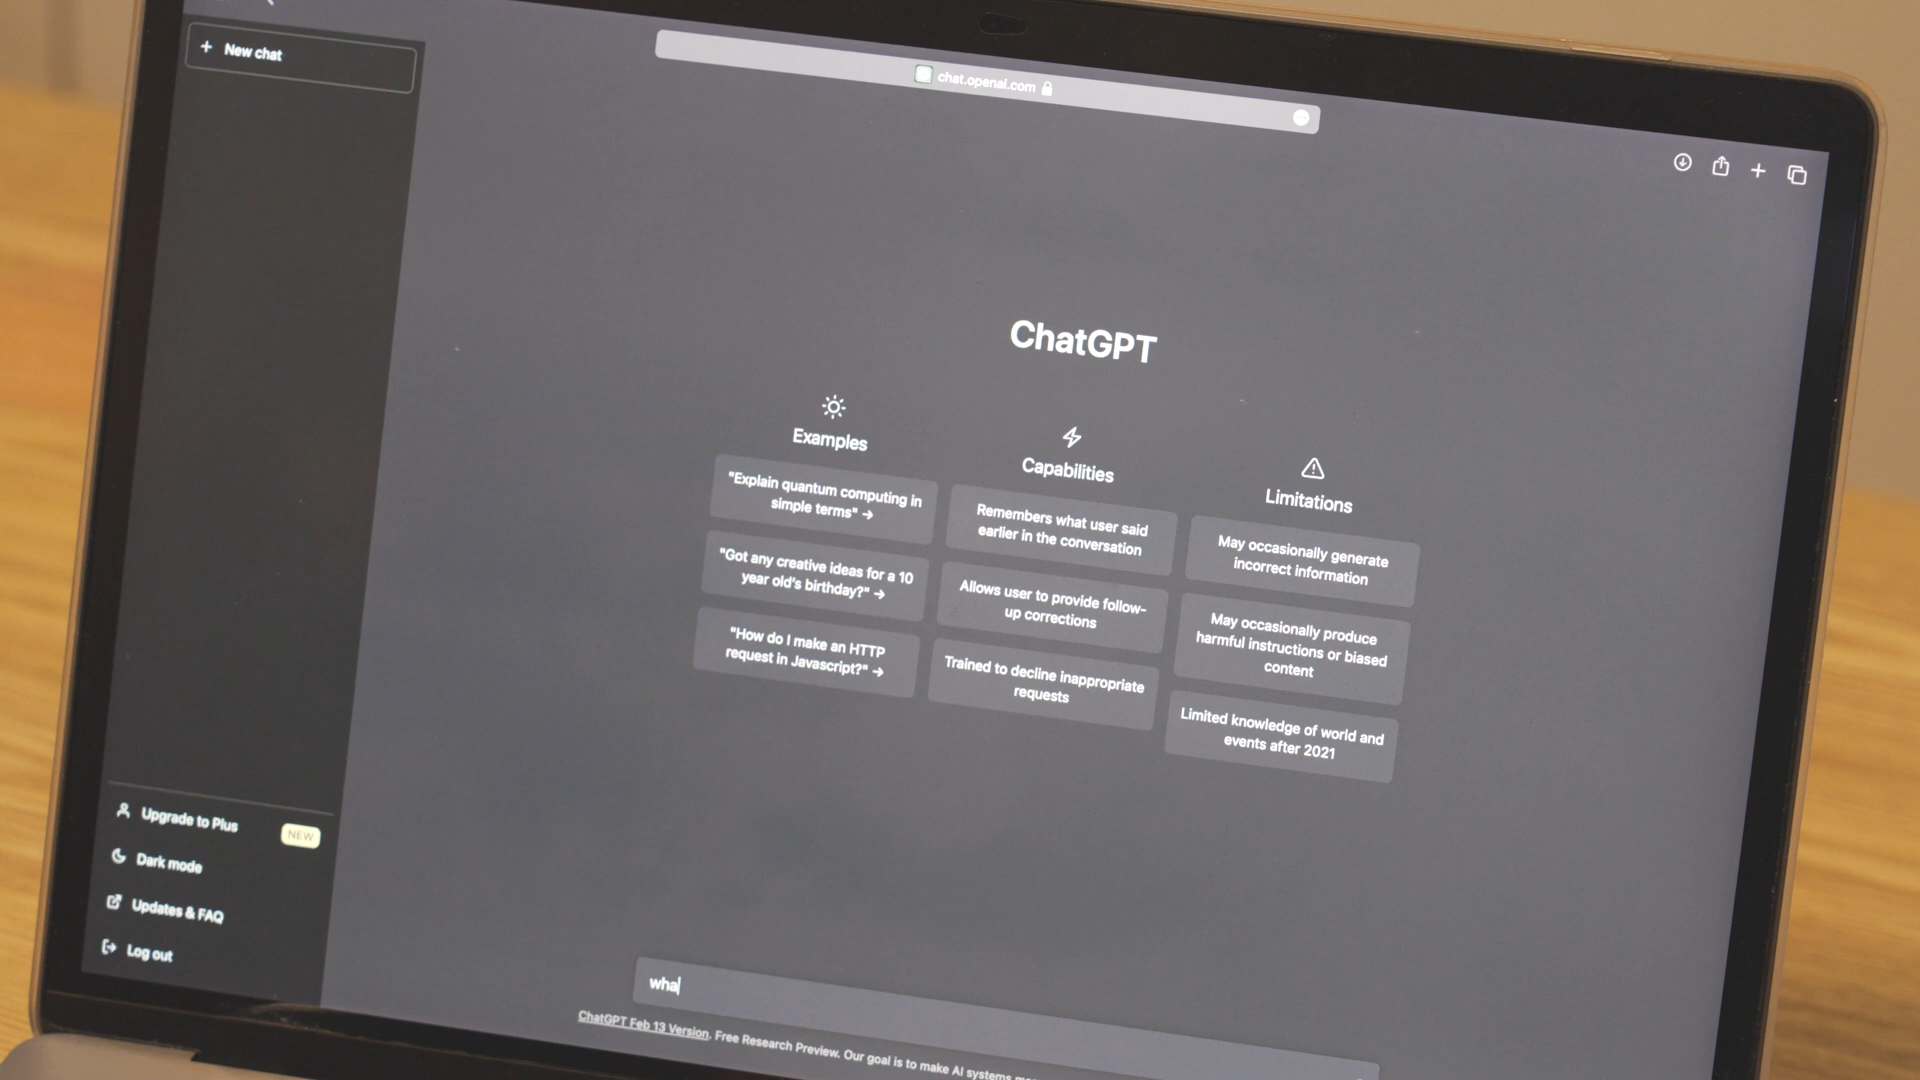 New chat
chat.openai.com
ChatGPT
Examples
"Explain quantum computing in
simple terms" →
"Got any creative ideas for a 10
year old's birthday?" →
"How do I make an HTTP
request in Javascript?" →
Capabilities
Remembers what user said
earlier in the conversation
Allows user to provide follow-
up corrections
Trained to decline inappropriate
requests
Limitations
May occasionally generate
incorrect information
May occasionally produce
harmful instructions or biased
content
Limited knowledge of world and
events after 2021
Upgrade to Plus NEW
Dark mode
Updates & FAQ
Log out
wha
ChatGPT Feb 13 Version. Free Research Preview. Our goal is to make AI systems